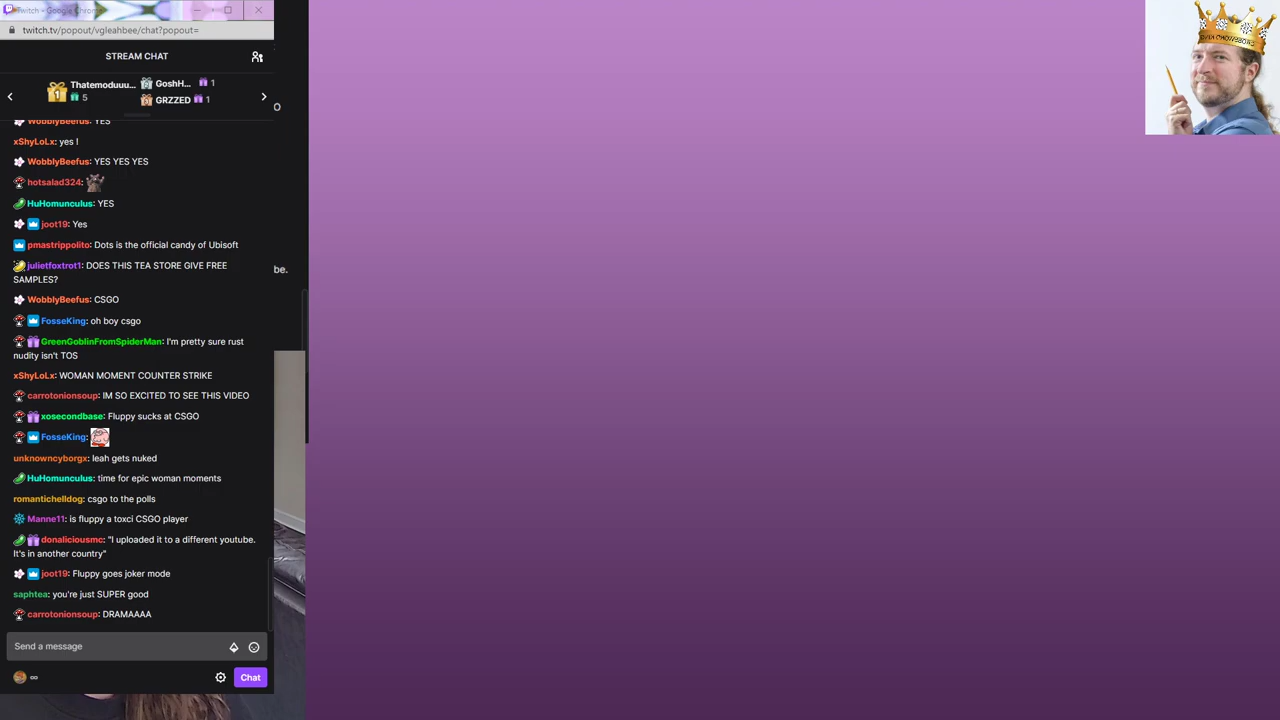 Twitch - Google Chrome
twitch.tv/popout/vgleahbee/chat?popout=
STREAM CHAT
Thatemoduuu... 5
GoshH... 1
GRZZED 1
WobblyBeefus: YES
xShyLoLx: yes !
WobblyBeefus: YES YES YES
hotsalad324:
HuHomunculus: YES
joot19: Yes
pmastrippolito: Dots is the official candy of Ubisoft
julietfoxtrot1: DOES THIS TEA STORE GIVE FREE
SAMPLES?
be.
WobblyBeefus: CSGO
FosseKing: oh boy csgo
GreenGoblinFromSpiderMan: I'm pretty sure rust
nudity isn't TOS
xShyLoLx: WOMAN MOMENT COUNTER STRIKE
carrotonionsoup: IM SO EXCITED TO SEE THIS VIDEO
xosecondbase: Fluppy sucks at CSGO
FosseKing:
unknowncyborgx: leah gets nuked
HuHomunculus: time for epic woman moments
romantichelldog: csgo to the polls
Manne11: is fluppy a toxci CSGO player
donaliciousmc: "I uploaded it to a different youtube.
It's in another country"
joot19: Fluppy goes joker mode
saphtea: you're just SUPER good
carrotonionsoup: DRAMAAAA
Send a message
∞
Chat